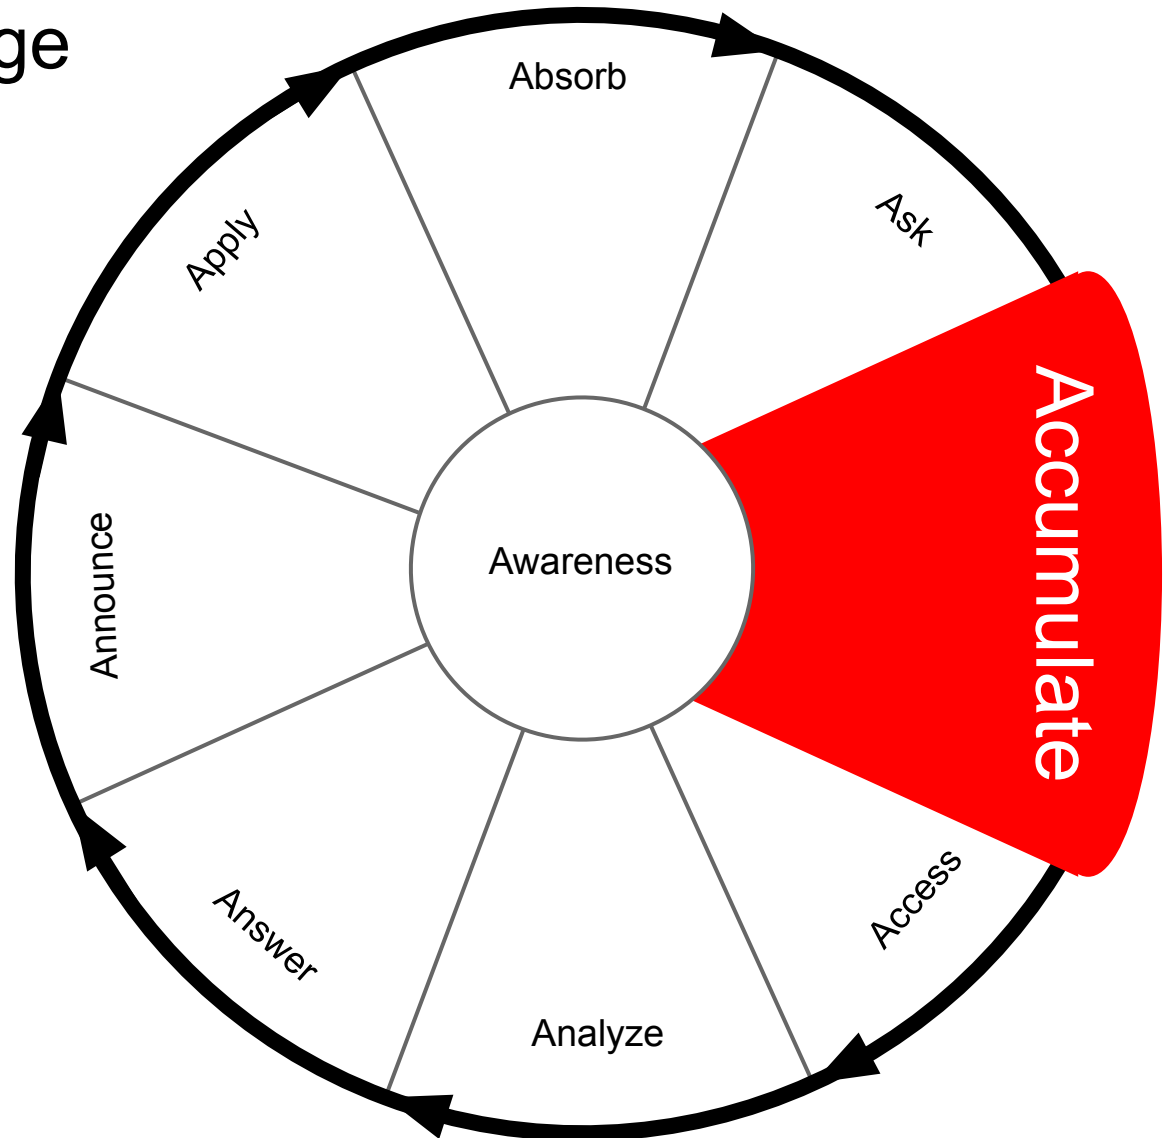 ge
Absorb
Ask
Accumulate
Access
Analyze
Answer
Announce
Apply
Awareness